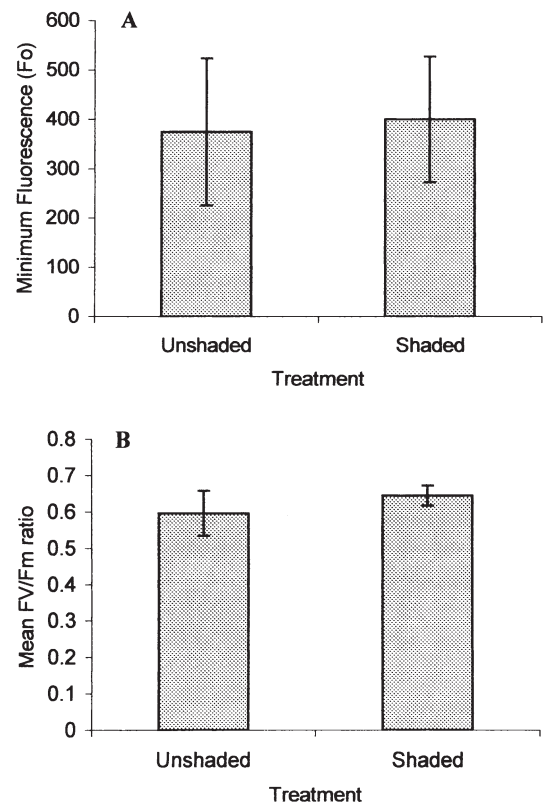 A
Minimum Fluorescence (Fo)
600
500
400
300
200
100
0
Unshaded Shaded
Treatment
B
Mean FV/Fm ratio
0.8
0.7
0.6
0.5
0.4
0.3
0.2
0.1
0
Unshaded Shaded
Treatment